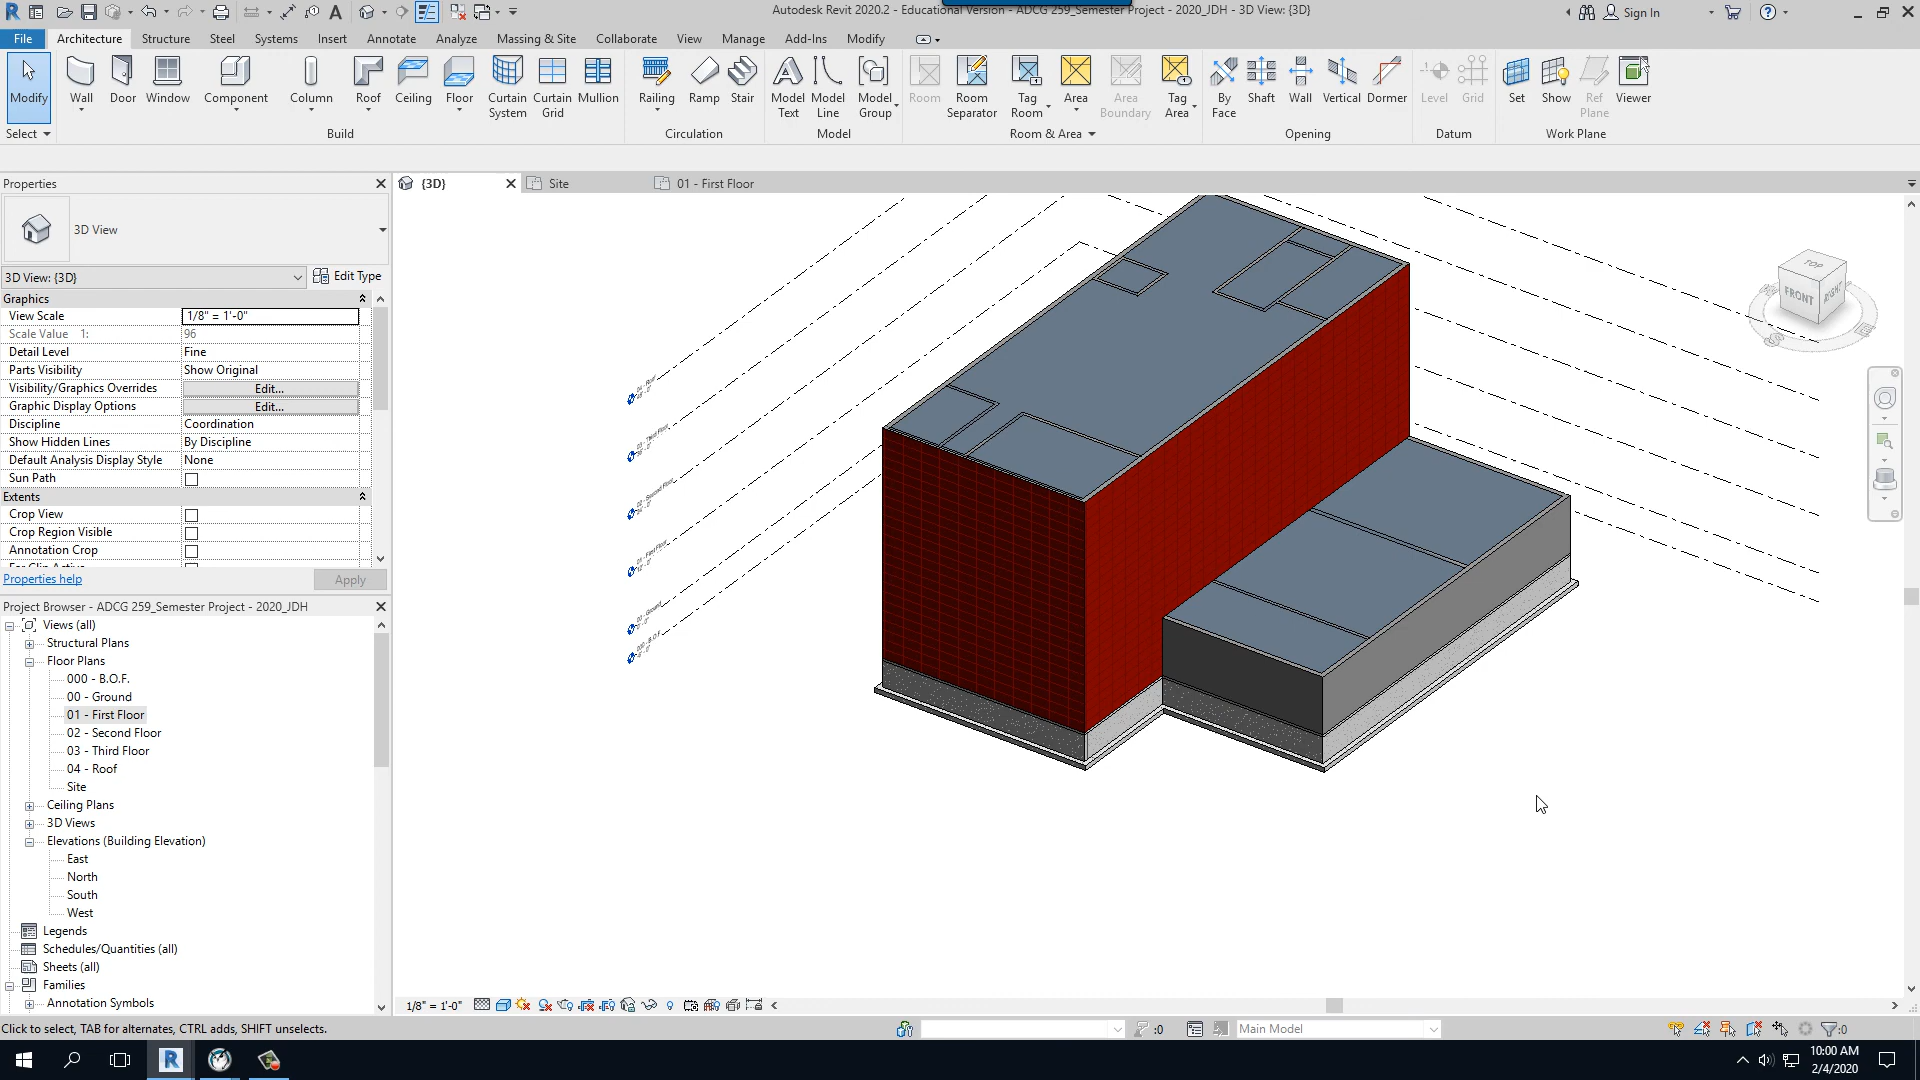 Autodesk Revit 2020.2 - Educational Version - ADCG 259_Semester Project - 2020_JDH - 3D View: {3D}
Sign In
File Architecture Structure Steel Systems Insert Annotate Analyze Massing & Site Collaborate View Manage Add-Ins Modify
Modify Wall Door Window Component Column Roof Ceiling Floor Curtain System Curtain Grid Mullion Railing Ramp Stair Model Text Model Line Model Group Room Room Separator Tag Room Area Area Boundary Tag Area By Face Shaft Wall Vertical Dormer Level Grid Set Show Ref Plane Viewer
Select Build Circulation Model Room & Area Opening Datum Work Plane
Properties
{3D} Site 01 - First Floor
3D View
3D View: {3D} Edit Type
Graphics
View Scale 1/8" = 1'-0"
Scale Value 1: 96
Detail Level Fine
Parts Visibility Show Original
Visibility/Graphics Overrides Edit...
Graphic Display Options Edit...
Discipline Coordination
Show Hidden Lines By Discipline
Default Analysis Display Style None
Sun Path
Extents
Crop View
Crop Region Visible
Annotation Crop
Properties help Apply
TOP
FRONT RIGHT
Project Browser - ADCG 259_Semester Project - 2020_JDH
Views (all)
Structural Plans
Floor Plans
000 - B.O.F.
00 - Ground
01 - First Floor
02 - Second Floor
03 - Third Floor
04 - Roof
Site
Ceiling Plans
3D Views
Elevations (Building Elevation)
East
North
South
West
Legends
Schedules/Quantities (all)
Sheets (all)
Families
Annotation Symbols
1/8" = 1'-0"
Click to select, TAB for alternates, CTRL adds, SHIFT unselects.
:0
Main Model
:0
10:00 AM
2/4/2020